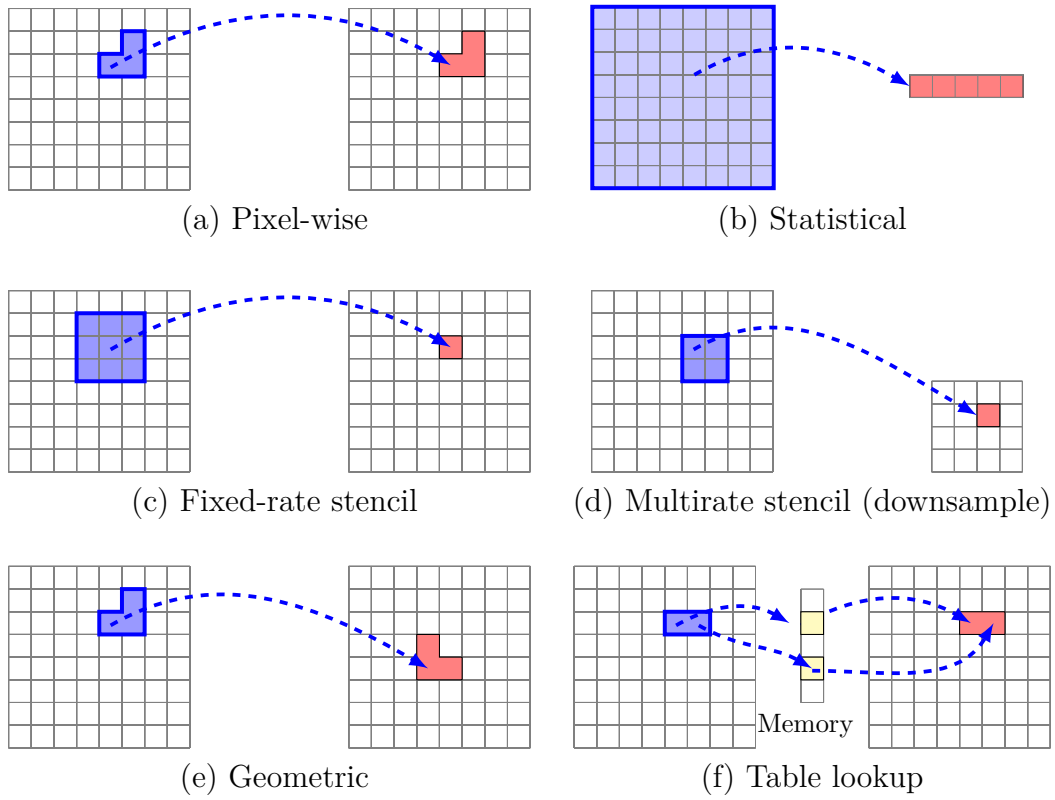 (a) Pixel-wise
(b) Statistical
(c) Fixed-rate stencil
(d) Multirate stencil (downsample)
Memory
(e) Geometric
(f) Table lookup